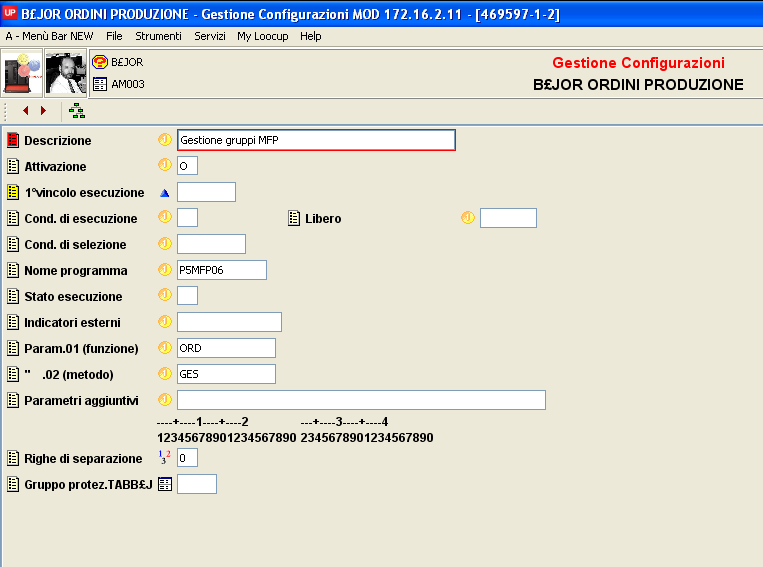 UP B£JOR ORDINI PRODUZIONE - Gestione Configurazioni MOD 172.16.2.11 - [469597-1-2]
A - Menù Bar NEW File Strumenti Servizi My Loocup Help
B£JOR
AM003
Gestione Configurazioni
B£JOR ORDINI PRODUZIONE
Descrizione Gestione gruppi MFP
Attivazione O
1°vincolo esecuzione
Cond. di esecuzione Libero
Cond. di selezione
Nome programma P5MFP06
Stato esecuzione
Indicatori esterni
Param.01 (funzione) ORD
" .02 (metodo) GES
Parametri aggiuntivi
----+----1----+----2 ---+----3----+----4
12345678901234567890 2345678901234567890
Righe di separazione 1 2 3 0
Gruppo protez.TABB£J